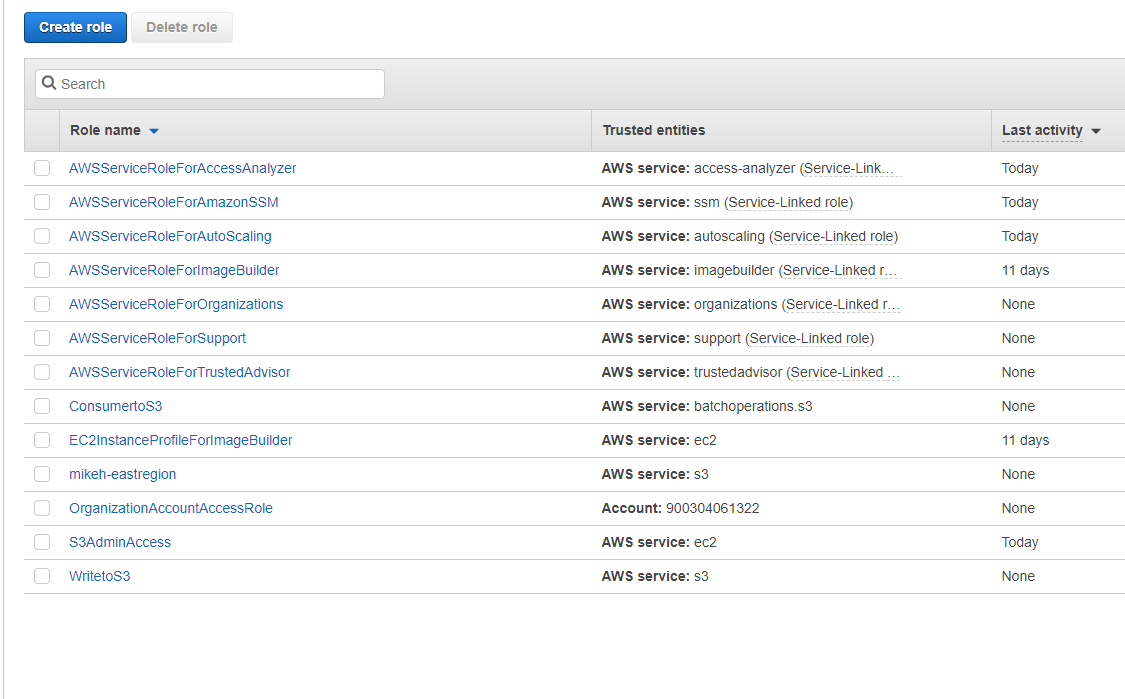 Create role Delete role
Search
Role name Trusted entities Last activity
AWSServiceRoleForAccessAnalyzer AWS service: access-analyzer (Service-Link... Today
AWSServiceRoleForAmazonSSM AWS service: ssm (Service-Linked role) Today
AWSServiceRoleForAutoScaling AWS service: autoscaling (Service-Linked role) Today
AWSServiceRoleForImageBuilder AWS service: imagebuilder (Service-Linked r... 11 days
AWSServiceRoleForOrganizations AWS service: organizations (Service-Linked r... None
AWSServiceRoleForSupport AWS service: support (Service-Linked role) None
AWSServiceRoleForTrustedAdvisor AWS service: trustedadvisor (Service-Linked ... None
ConsumertoS3 AWS service: batchoperations.s3 None
EC2InstanceProfileForImageBuilder AWS service: ec2 11 days
mikeh-eastregion AWS service: s3 None
OrganizationAccountAccessRole Account: 900304061322 None
S3AdminAccess AWS service: ec2 Today
WritetoS3 AWS service: s3 None